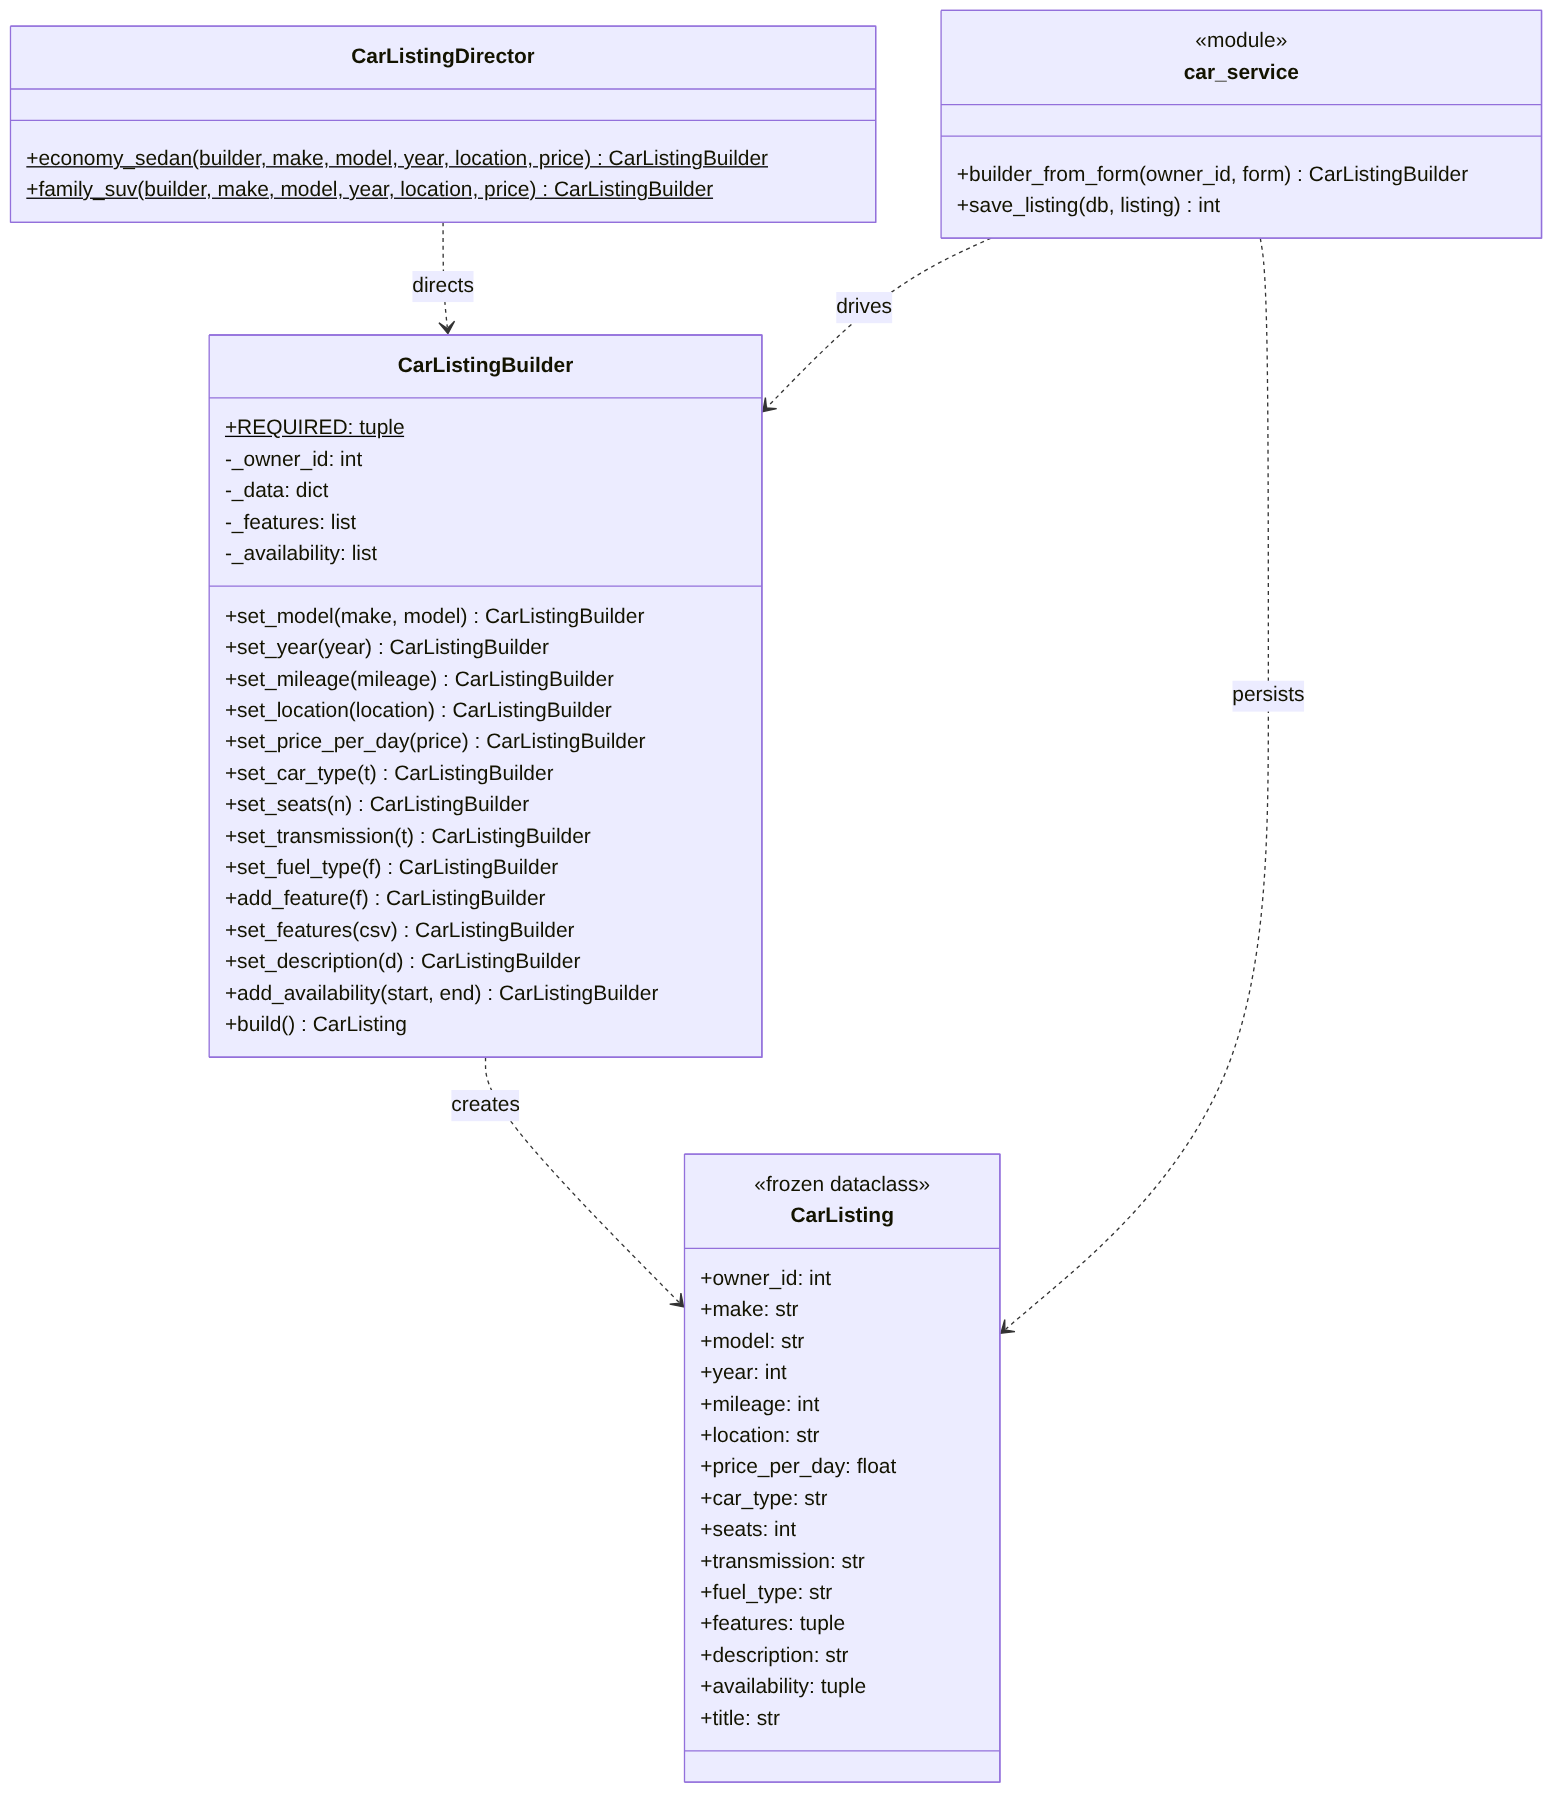 CarListingDirector
+economy_sedan(builder, make, model, year, location, price) : CarListingBuilder
+family_suv(builder, make, model, year, location, price) : CarListingBuilder
«module»
car_service
+builder_from_form(owner_id, form) : CarListingBuilder
+save_listing(db, listing) : int
directs
drives
CarListingBuilder
+REQUIRED: tuple
-_owner_id: int
-_data: dict
-_features: list
-_availability: list
+set_model(make, model) : CarListingBuilder
+set_year(year) : CarListingBuilder
+set_mileage(mileage) : CarListingBuilder
+set_location(location) : CarListingBuilder
+set_price_per_day(price) : CarListingBuilder
+set_car_type(t) : CarListingBuilder
+set_seats(n) : CarListingBuilder
+set_transmission(t) : CarListingBuilder
+set_fuel_type(f) : CarListingBuilder
+add_feature(f) : CarListingBuilder
+set_features(csv) : CarListingBuilder
+set_description(d) : CarListingBuilder
+add_availability(start, end) : CarListingBuilder
+build() : CarListing
persists
creates
«frozen dataclass»
CarListing
+owner_id: int
+make: str
+model: str
+year: int
+mileage: int
+location: str
+price_per_day: float
+car_type: str
+seats: int
+transmission: str
+fuel_type: str
+features: tuple
+description: str
+availability: tuple
+title: str